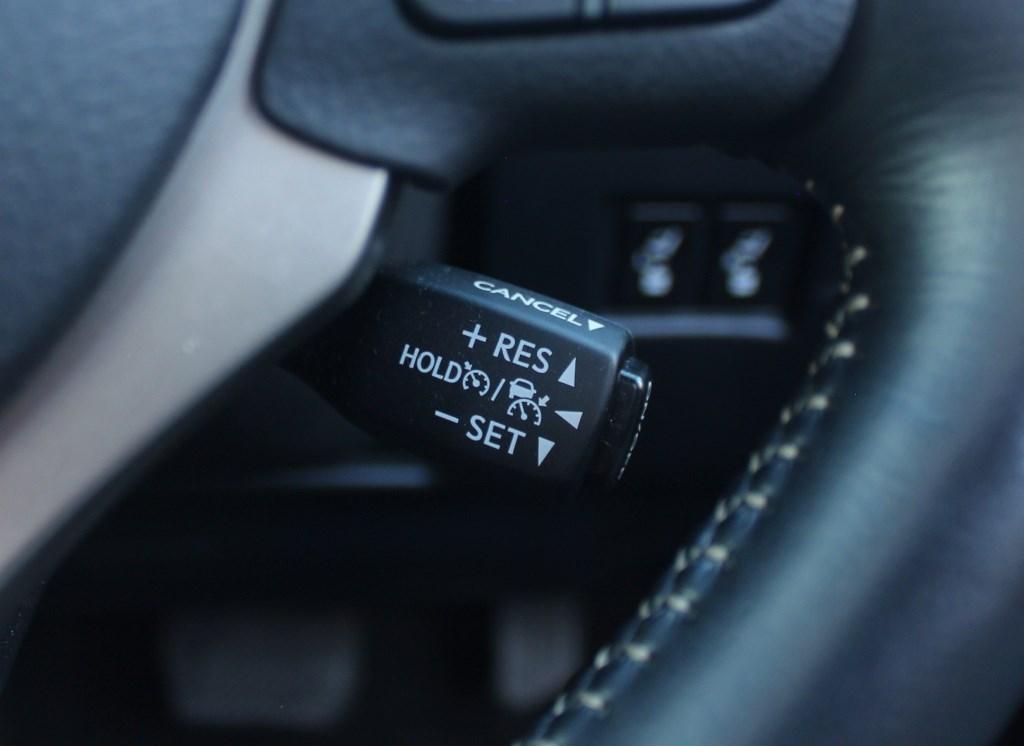 CANCEL▼
+ RES ▲
HOLD / ◀
− SET ▼